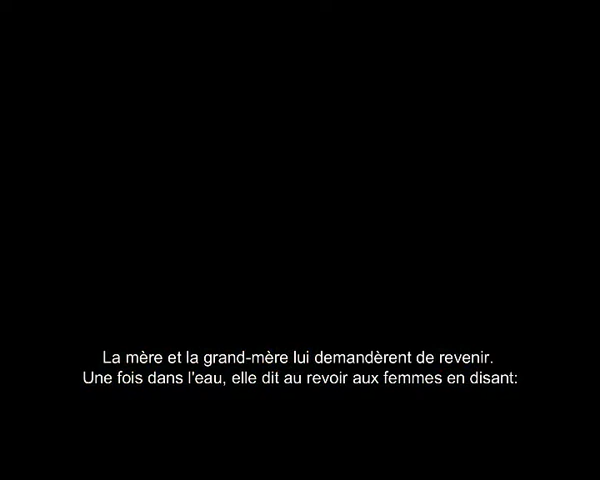 La mère et la grand-mère lui demandèrent de revenir.
Une fois dans l'eau, elle dit au revoir aux femmes en disant: